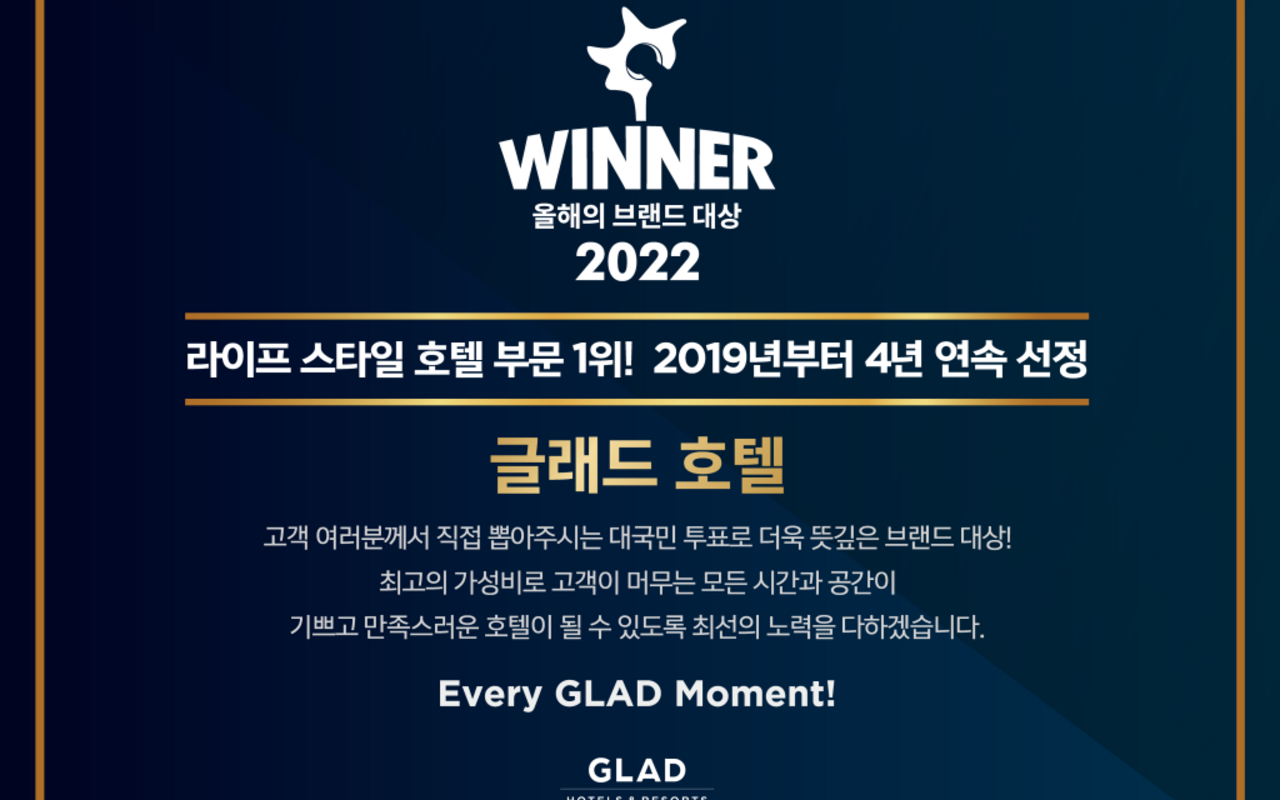 WINNER
올해의 브랜드 대상
2022
라이프 스타일 호텔 부문 1위! 2019년부터 4년 연속 선정
글래드 호텔
고객 여러분께서 직접 뽑아주시는 대국민 투표로 더욱 뜻깊은 브랜드 대상!
최고의 가성비로 고객이 머무는 모든 시간과 공간이
기쁘고 만족스러운 호텔이 될 수 있도록 최선의 노력을 다하겠습니다.
Every GLAD Moment!
GLAD
HOTELS & RESORTS